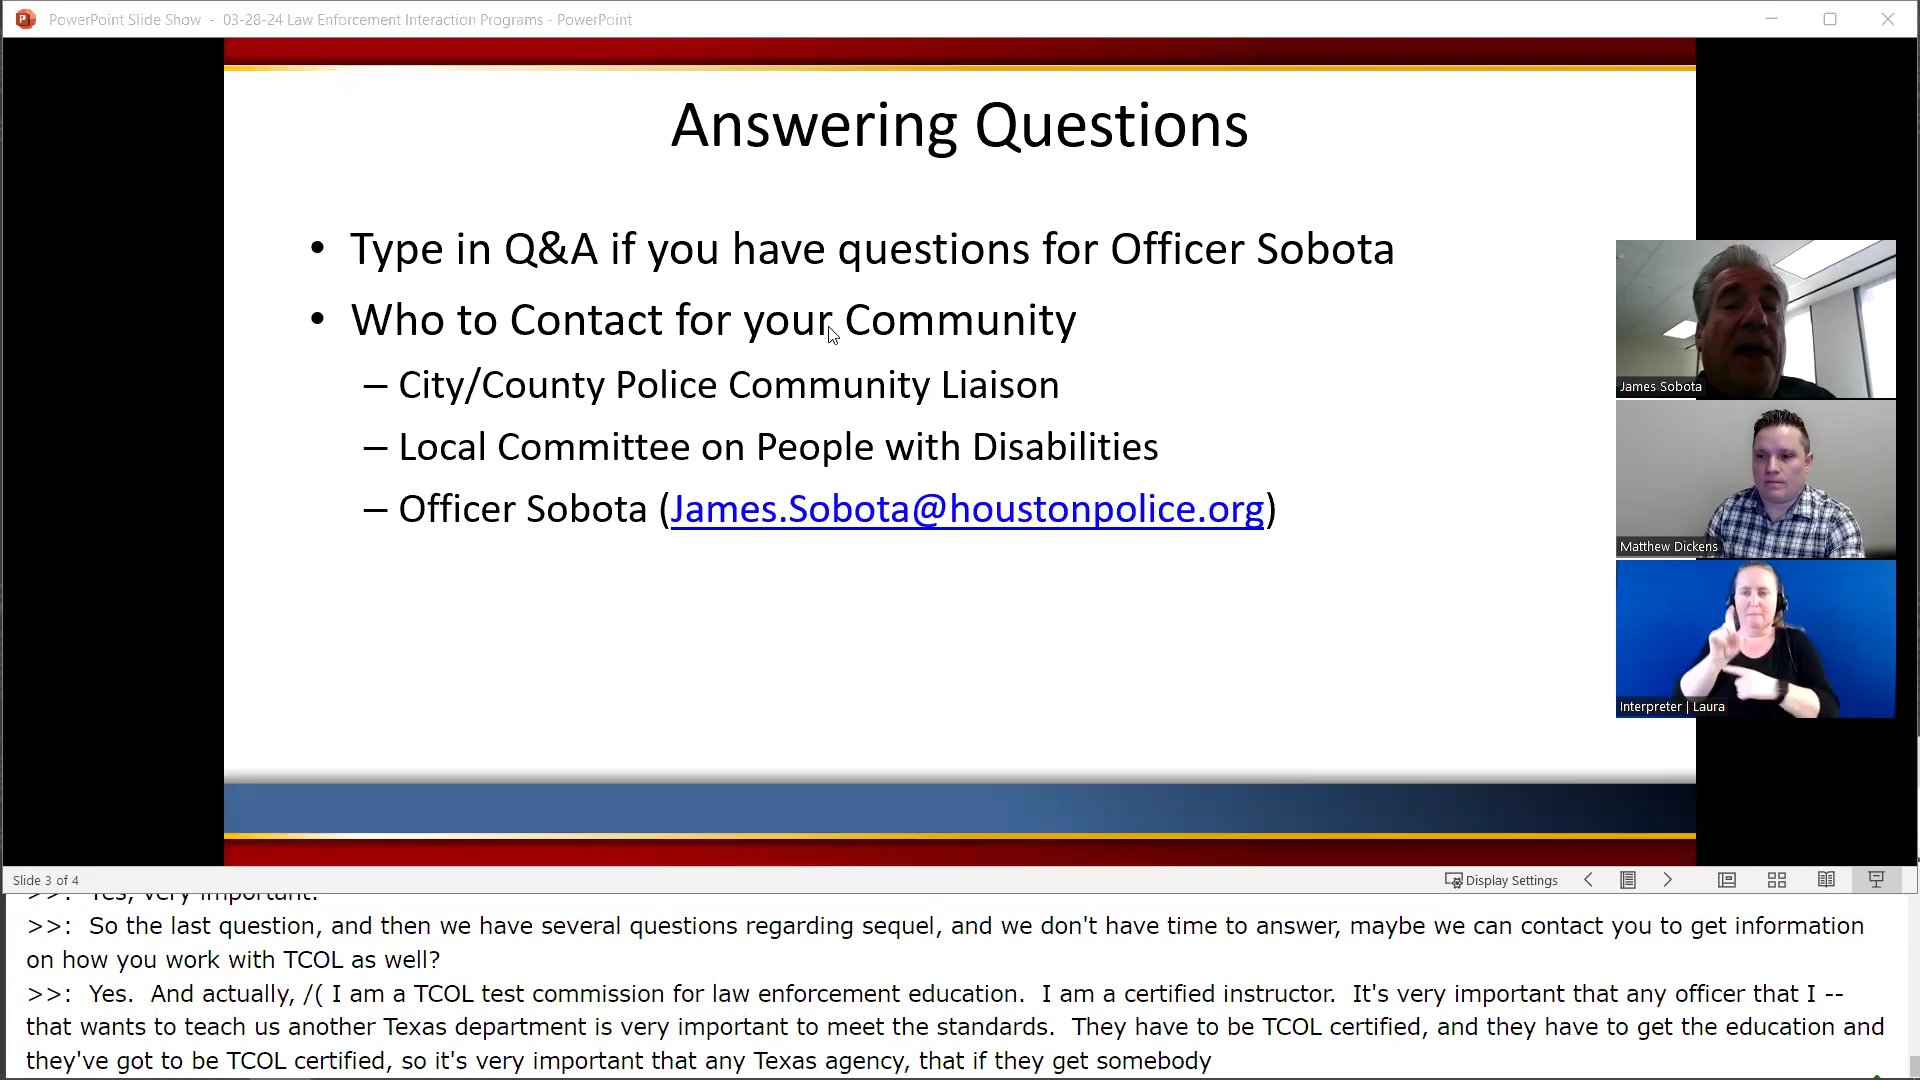 PowerPoint Slide Show - 03-28-24 Law Enforcement Interaction Programs - PowerPoint
Answering Questions
• Type in Q&A if you have questions for Officer Sobota
• Who to Contact for your Community
– City/County Police Community Liaison
– Local Committee on People with Disabilities
– Officer Sobota (James.Sobota@houstonpolice.org)
James Sobota
Matthew Dickens
Interpreter | Laura
Slide 3 of 4
Display Settings
>>: Yes, very important.
>>: So the last question, and then we have several questions regarding sequel, and we don't have time to answer, maybe we can contact you to get information
on how you work with TCOL as well?
>>: Yes. And actually, /( I am a TCOL test commission for law enforcement education. I am a certified instructor. It's very important that any officer that I --
that wants to teach us another Texas department is very important to meet the standards. They have to be TCOL certified, and they have to get the education and
they've got to be TCOL certified, so it's very important that any Texas agency, that if they get somebody